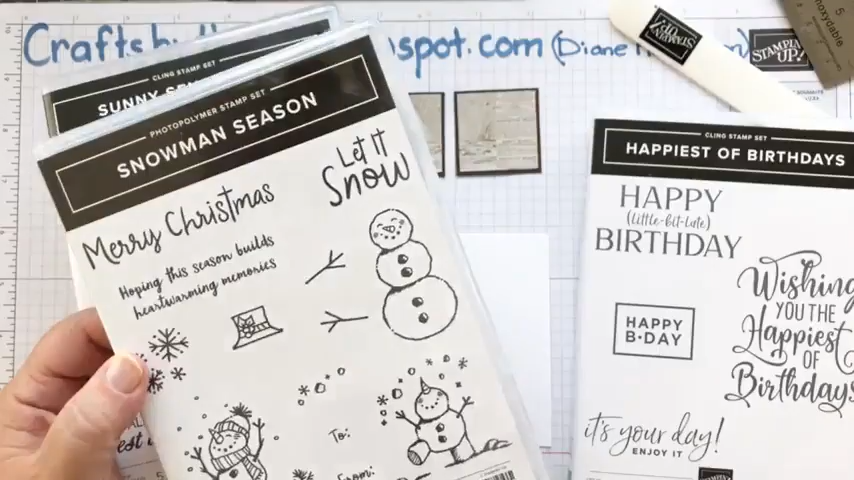 Crafts
spot.com (Diane
STAMPIN' UP!
CLING STAMP SET
SUNNY
PHOTOPOLYMER STAMP SET
SNOWMAN SEASON
LET IT
Snow
Merry Christmas
Hoping this season builds
heartwarming memories
To:
From:
CLING STAMP SET
HAPPIEST OF BIRTHDAYS
HAPPY
(little-bit-late)
BIRTHDAY
Wishing
YOU THE
Happiest
OF
Birthdays
HAPPY
B•DAY
it's your day!
ENJOY IT
5